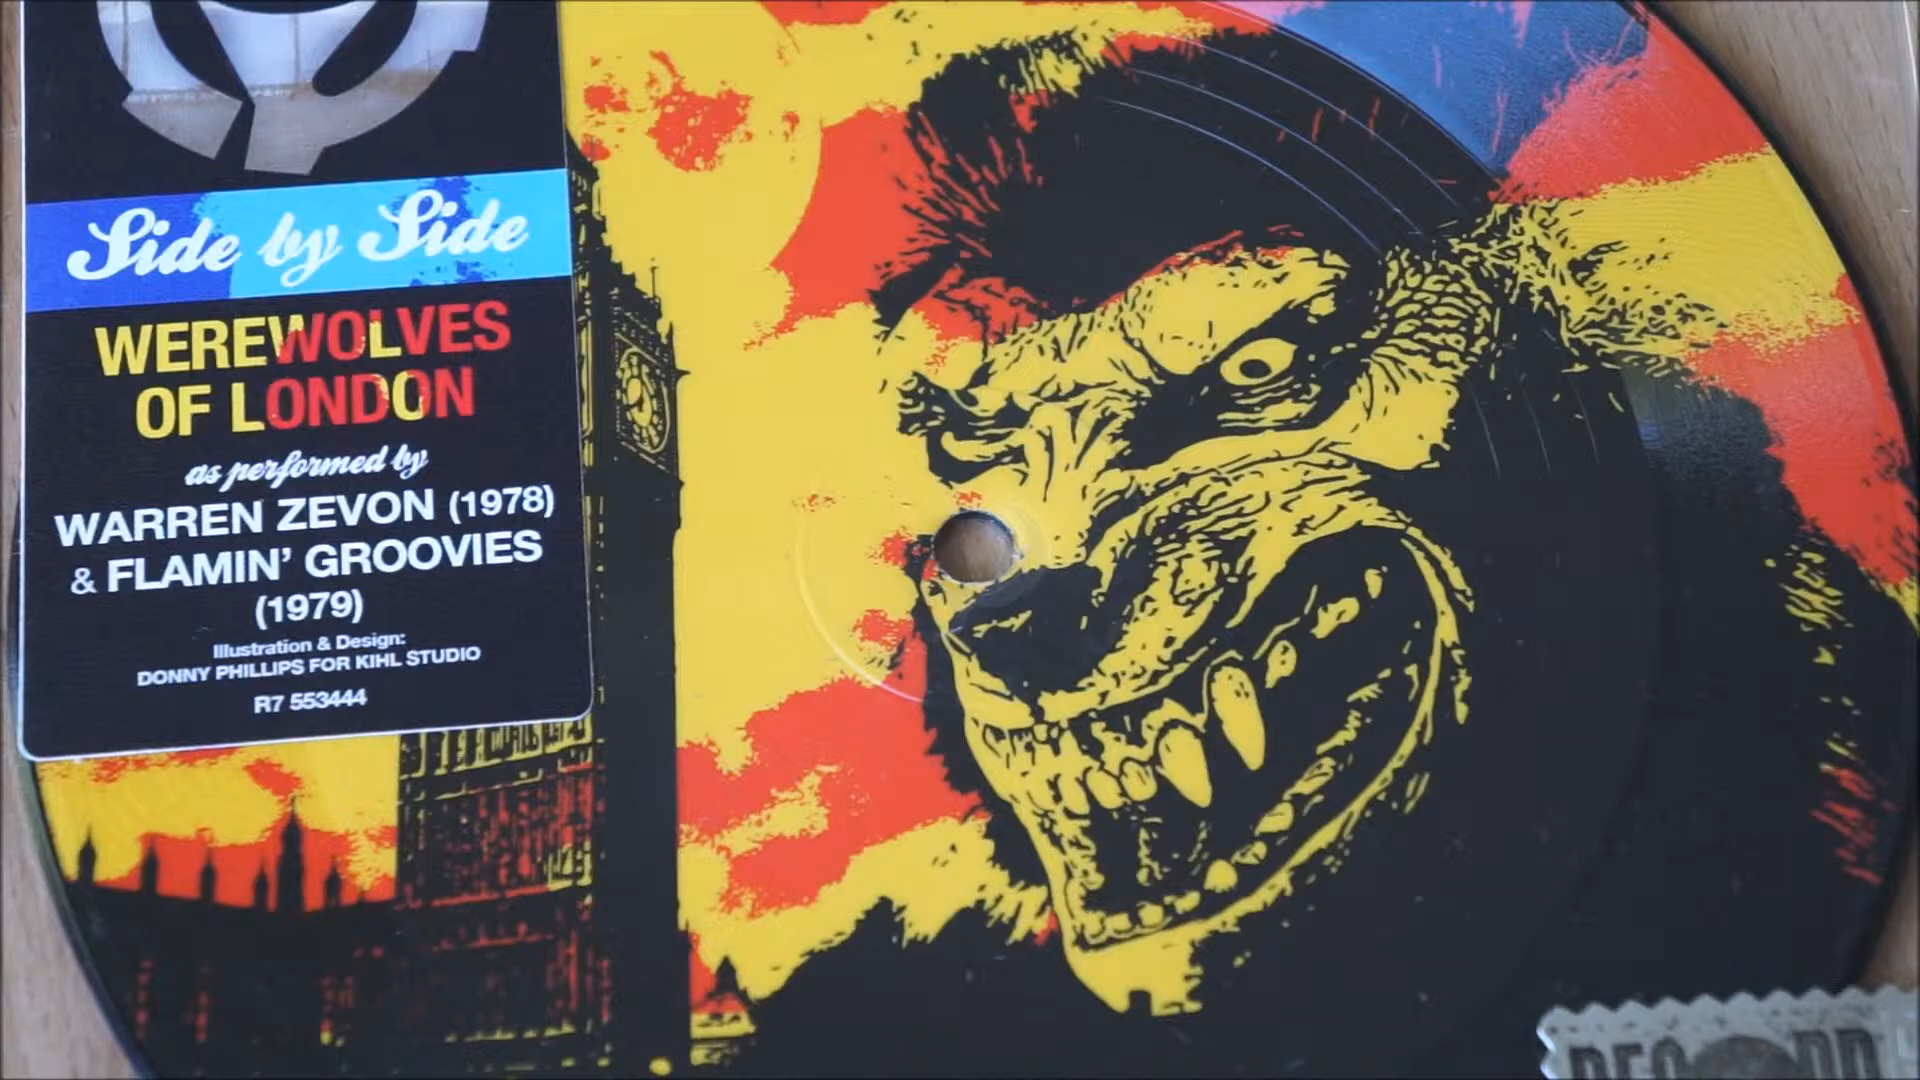 Side by Side
WEREWOLVES
OF LONDON
as performed by
WARREN ZEVON (1978)
& FLAMIN' GROOVIES
(1979)
Illustration & Design:
DONNY PHILLIPS FOR KIHL STUDIO
R7 553444
RECORD